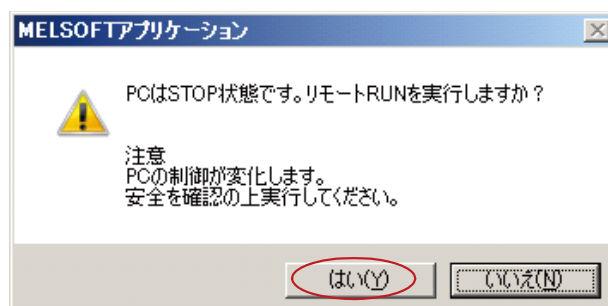 MELSOFTアプリケーション
PCはSTOP状態です。リモートRUNを実行しますか?
注意
PCの制御が変化します。
安全を確認の上実行してください。
はい(Y)
いいえ(N)